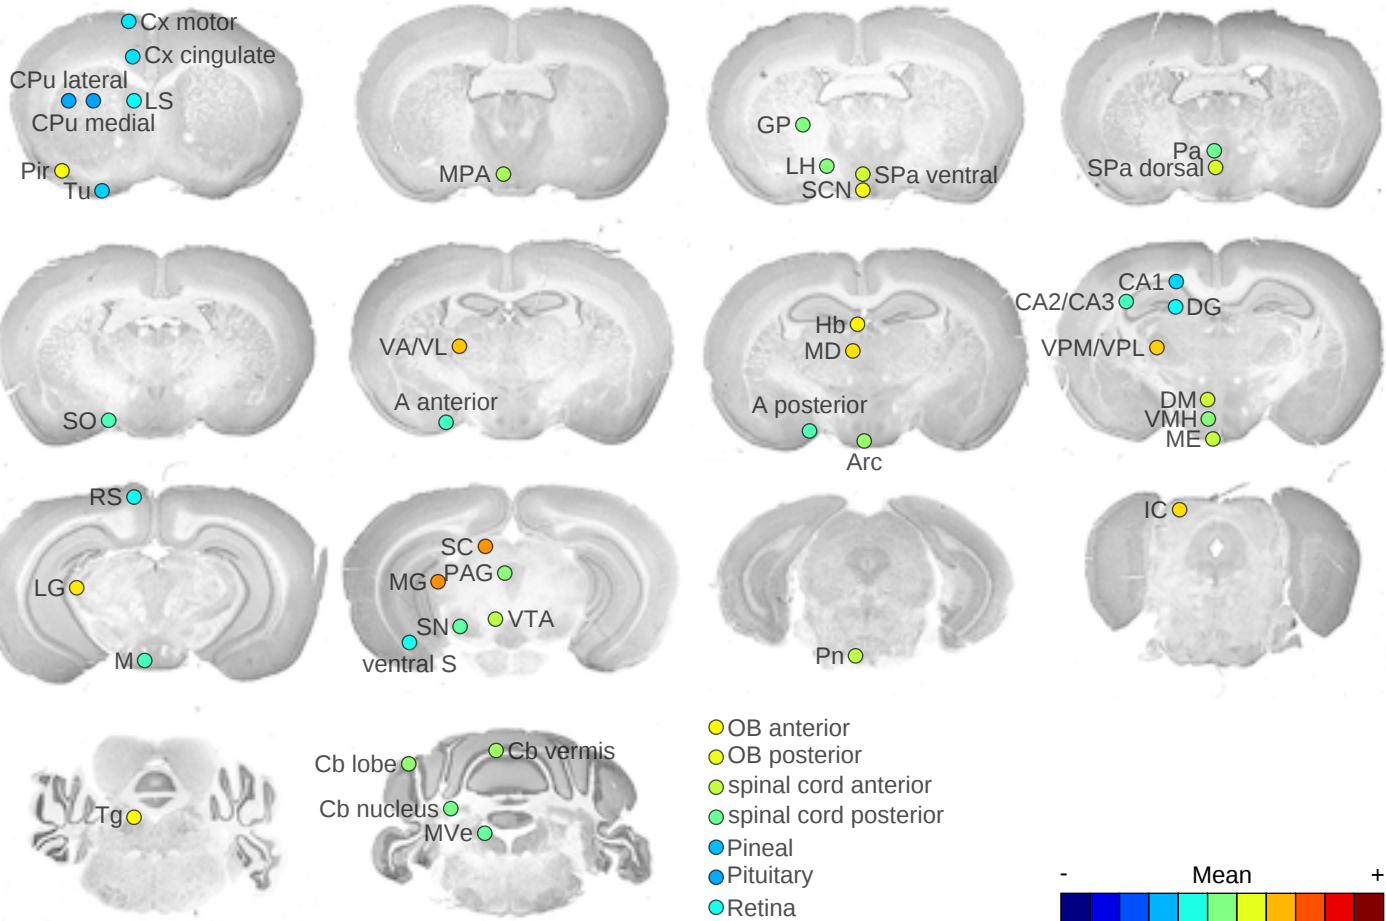 Cx motor
Cx cingulate
CPu lateral
LS
CPu medial
Pir
Tu
MPA
GP
LH
SPa ventral
SCN
Pa
SPa dorsal
SO
VA/VL
A anterior
Hb
MD
A posterior
Arc
CA1
CA2/CA3
DG
VPM/VPL
DM
VMH
ME
RS
LG
M
SC
MG
PAG
SN
VTA
ventral S
Pn
IC
Tg
Cb lobe
Cb vermis
Cb nucleus
MVe
OB anterior
OB posterior
spinal cord anterior
spinal cord posterior
Pineal
Pituitary
Retina
- Mean +